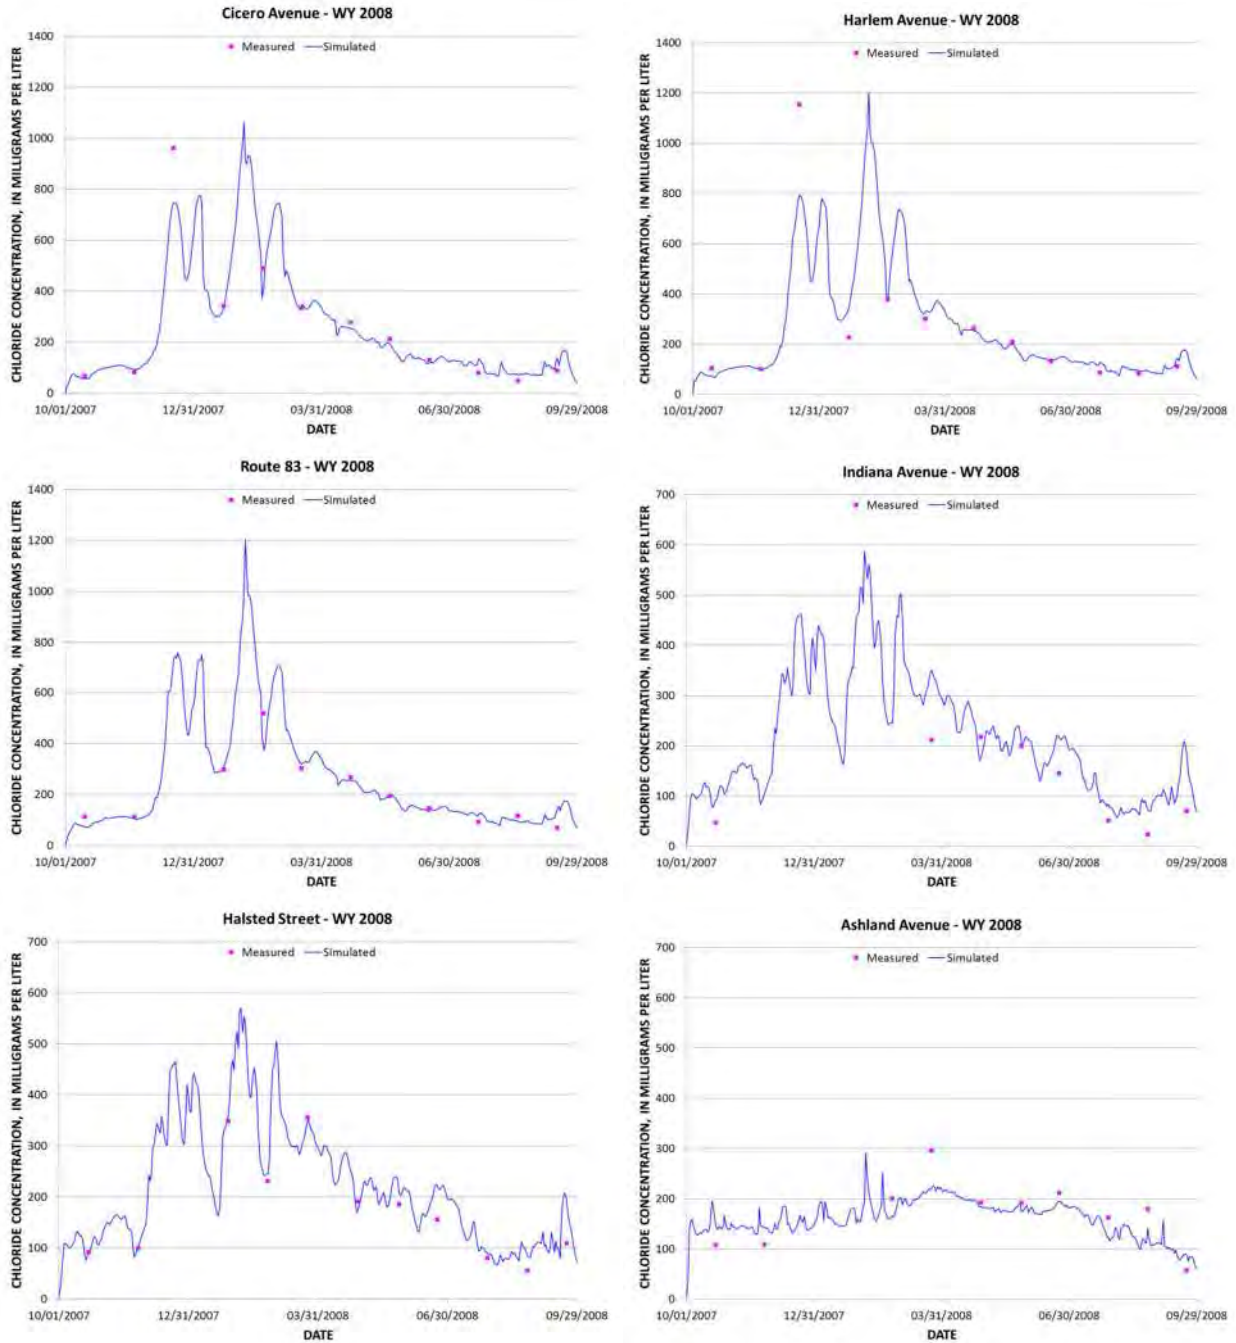 Cicero Avenue - WY 2008
Measured Simulated
CHLORIDE CONCENTRATION, IN MILLIGRAMS PER LITER
1400
1200
1000
800
600
400
200
0
10/01/2007 12/31/2007 03/31/2008 06/30/2008 09/29/2008
DATE
Harlem Avenue - WY 2008
Measured Simulated
CHLORIDE CONCENTRATION, IN MILLIGRAMS PER LITER
1400
1200
1000
800
600
400
200
0
10/01/2007 12/31/2007 03/31/2008 06/30/2008 09/29/2008
DATE
Route 83 - WY 2008
Measured Simulated
CHLORIDE CONCENTRATION, IN MILLIGRAMS PER LITER
1400
1200
1000
800
600
400
200
0
10/01/2007 12/31/2007 03/31/2008 06/30/2008 09/29/2008
DATE
Indiana Avenue - WY 2008
Measured Simulated
CHLORIDE CONCENTRATION, IN MILLIGRAMS PER LITER
700
600
500
400
300
200
100
0
10/01/2007 12/31/2007 03/31/2008 06/30/2008 09/29/2008
DATE
Halsted Street - WY 2008
Measured Simulated
CHLORIDE CONCENTRATION, IN MILLIGRAMS PER LITER
700
600
500
400
300
200
100
0
10/01/2007 12/31/2007 03/31/2008 06/30/2008 09/29/2008
DATE
Ashland Avenue - WY 2008
Measured Simulated
CHLORIDE CONCENTRATION, IN MILLIGRAMS PER LITER
700
600
500
400
300
200
100
0
10/01/2007 12/31/2007 03/31/2008 06/30/2008 09/29/2008
DATE